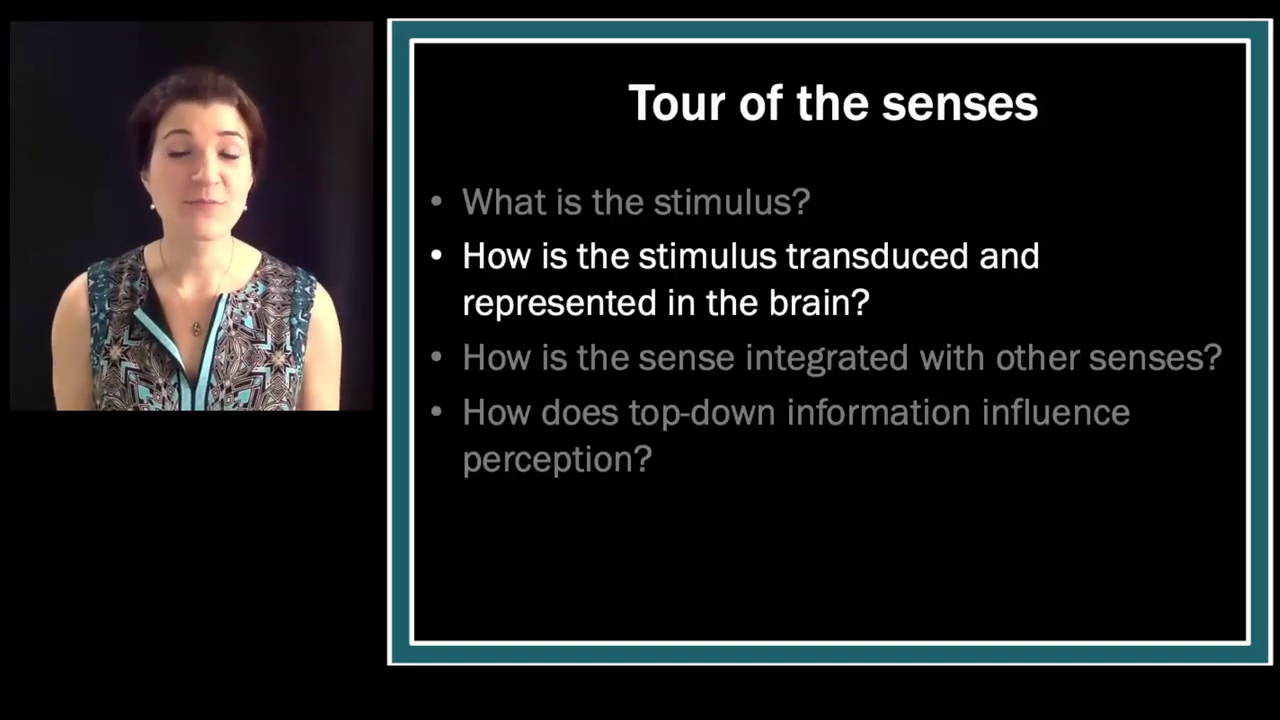 Tour of the senses
• What is the stimulus?
• How is the stimulus transduced and
represented in the brain?
• How is the sense integrated with other senses?
• How does top-down information influence
perception?